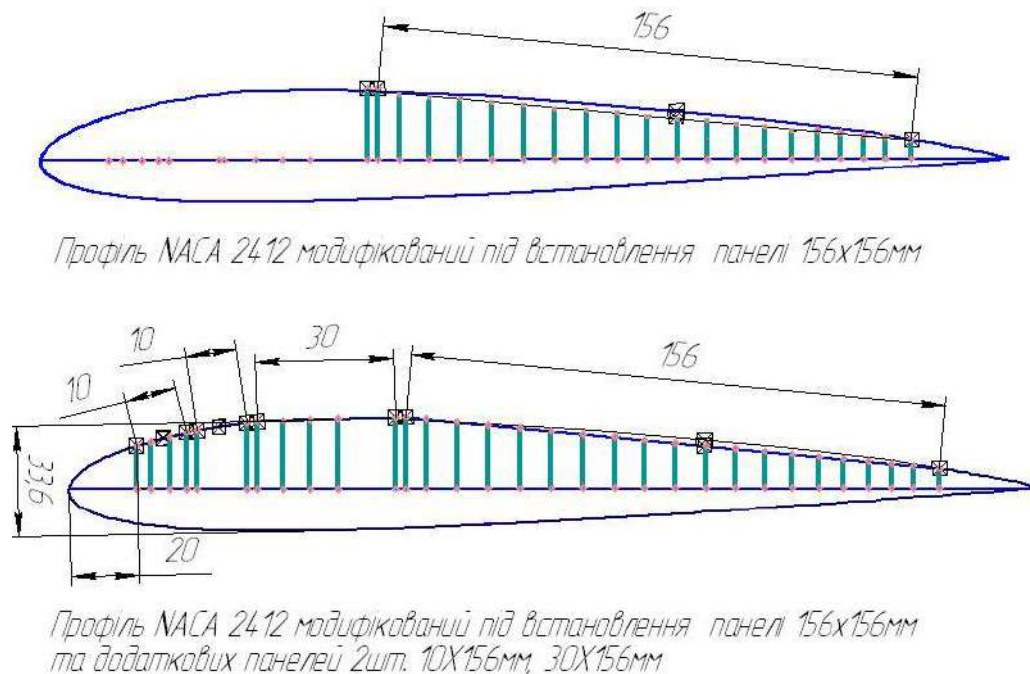 156
Профіль NACA 2412 модифікований під встановлення панелі 156х156мм
10
30
156
10
33,6
20
Профіль NACA 2412 модифікований під встановлення панелі 156х156мм
та додаткових панелей 2шт. 10Х156мм, 30Х156мм